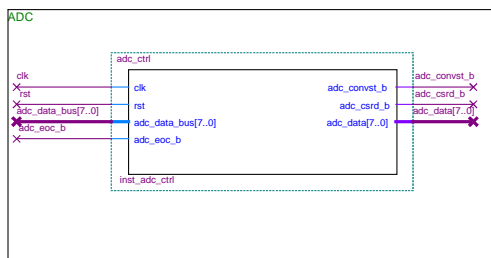 ADC
adc_ctrl
clk
clk
adc_convst_b
adc_convst_b
rst
rst
adc_csrd_b
adc_csrd_b
adc_data_bus[7..0]
adc_data_bus[7..0]
adc_data[7..0]
adc_data[7..0]
adc_eoc_b
adc_eoc_b
inst_adc_ctrl